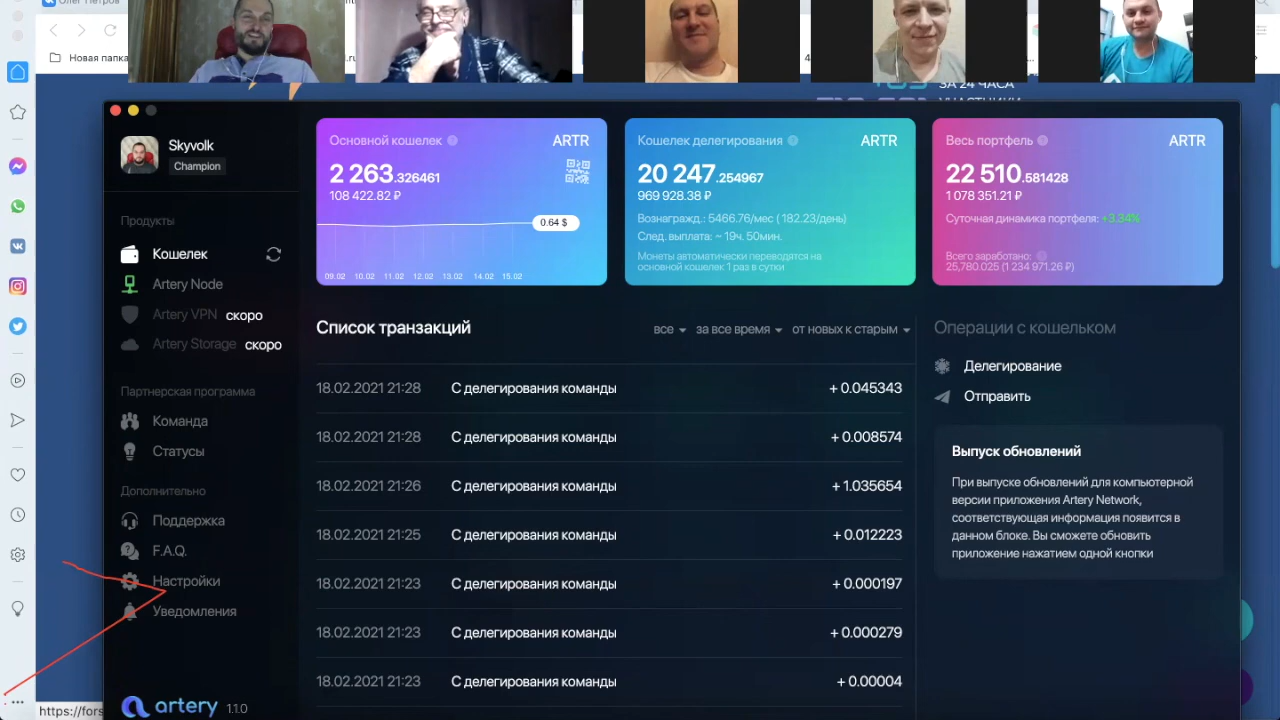 Олег Петров
Новая папка
ЗА 24 ЧАСА
УЧАСТНИКИ
Skyvolk
Champion
Продукты
Кошелек
Artery Node
Artery VPN скоро
Artery Storage скоро
Партнерская программа
Команда
Статусы
Дополнительно
Поддержка
F.A.Q.
Настройки
Уведомления
artery 1.1.0
https://fors
Основной кошелек ARTR
2 263.326461
108 422.82 ₽
0.64 $
09.02 10.02 11.02 12.02 13.02 14.02 15.02
Кошелек делегирования ARTR
20 247.254967
969 928.38 ₽
Вознагражд.: 5466.76/мес (182.23/день)
След. выплата: ~ 19ч. 50мин.
Монеты автоматически переводятся на
основной кошелек 1 раз в сутки
Весь портфель ARTR
22 510.581428
1 078 351.21 ₽
Суточная динамика портфеля: +3.34%
Всего заработано:
25,780.025 (1 234 971.26 ₽)
Список транзакций
все за все время от новых к старым
18.02.2021 21:28 С делегирования команды + 0.045343
18.02.2021 21:28 С делегирования команды + 0.008574
18.02.2021 21:26 С делегирования команды + 1.035654
18.02.2021 21:25 С делегирования команды + 0.012223
18.02.2021 21:23 С делегирования команды + 0.000197
18.02.2021 21:23 С делегирования команды + 0.000279
18.02.2021 21:23 С делегирования команды + 0.00004
Операции с кошельком
Делегирование
Отправить
Выпуск обновлений
При выпуске обновлений для компьютерной
версии приложения Artery Network,
соответствующая информация появится в
данном блоке. Вы сможете обновить
приложение нажатием одной кнопки